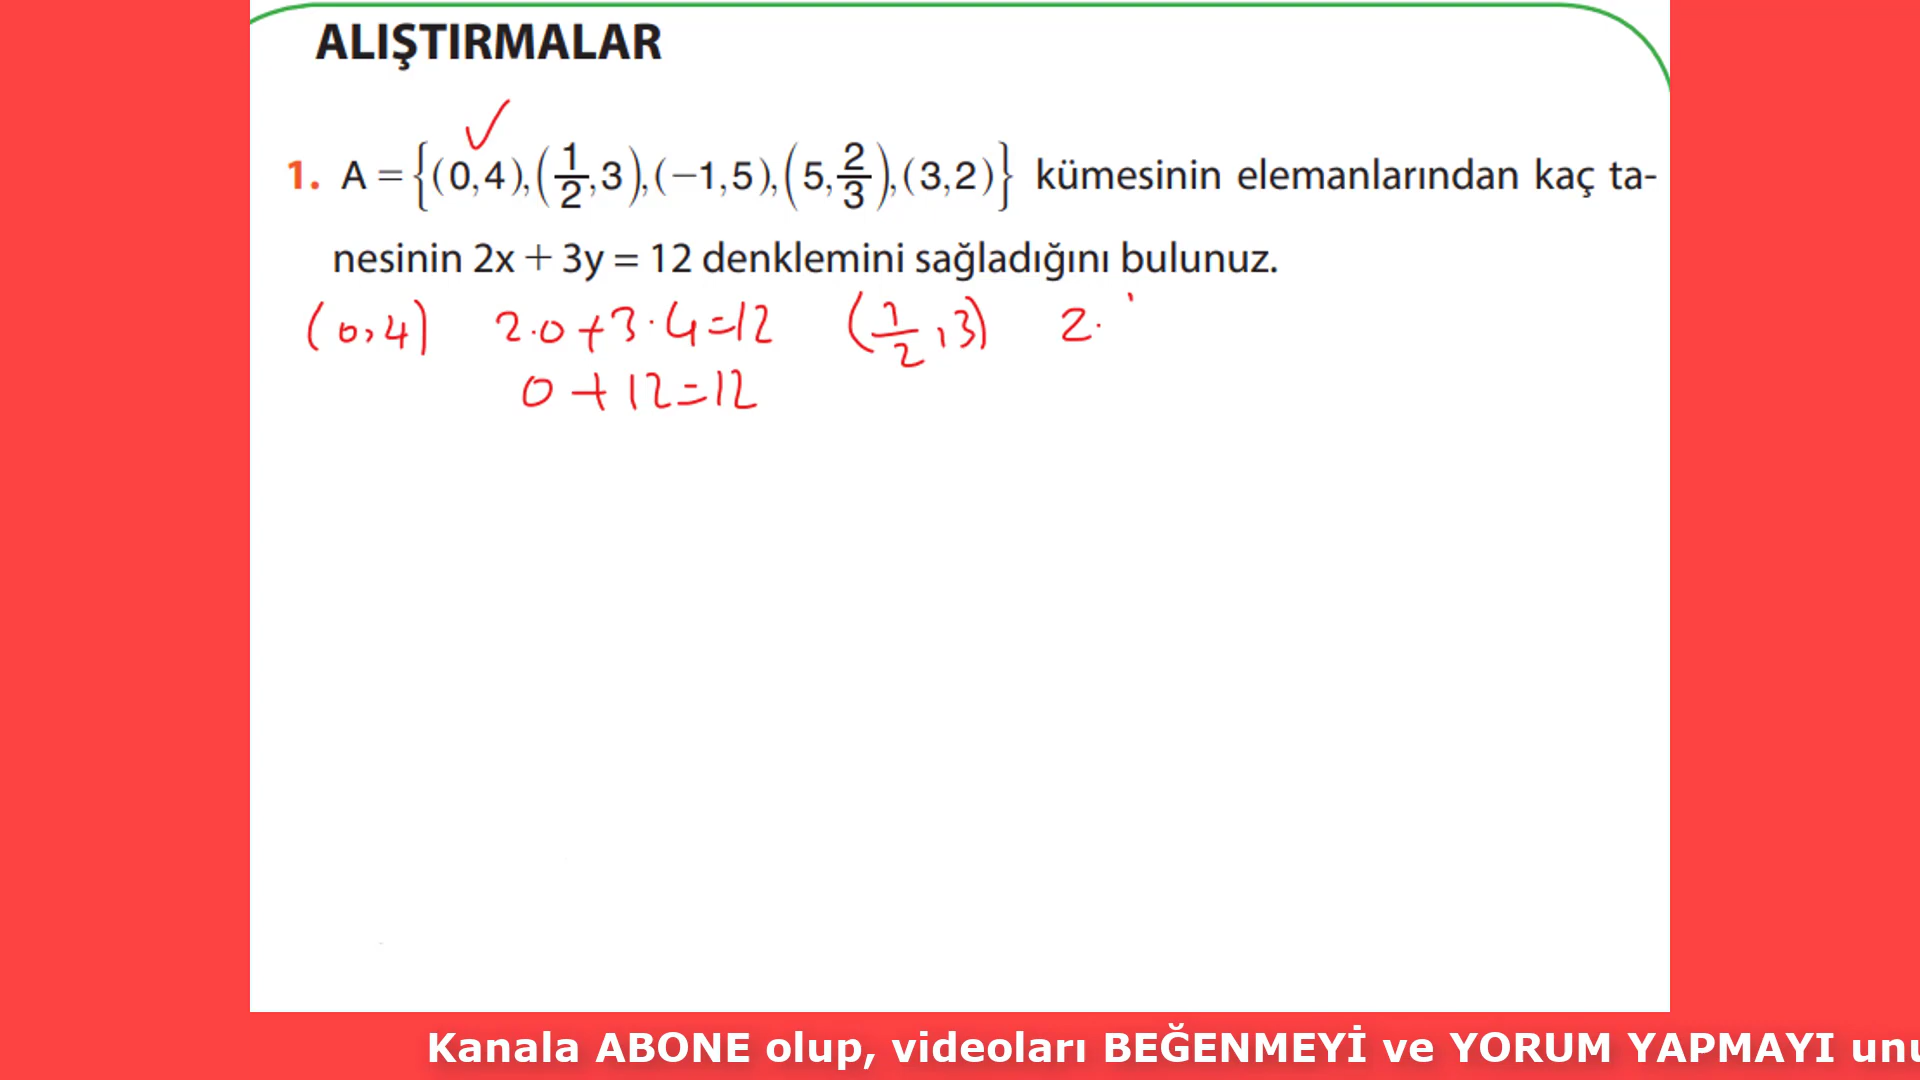 ALIŞTIRMALAR
1. A = {(0,4),(1/2,3),(−1,5),(5,2/3),(3,2)} kümesinin elemanlarından kaç ta-
nesinin 2x + 3y = 12 denklemini sağladığını bulunuz.
(0,4) 2·0+3·4=12 (1/2,3) 2·
0+12=12
Kanala ABONE olup, videoları BEĞENMEYİ ve YORUM YAPMAYI unu